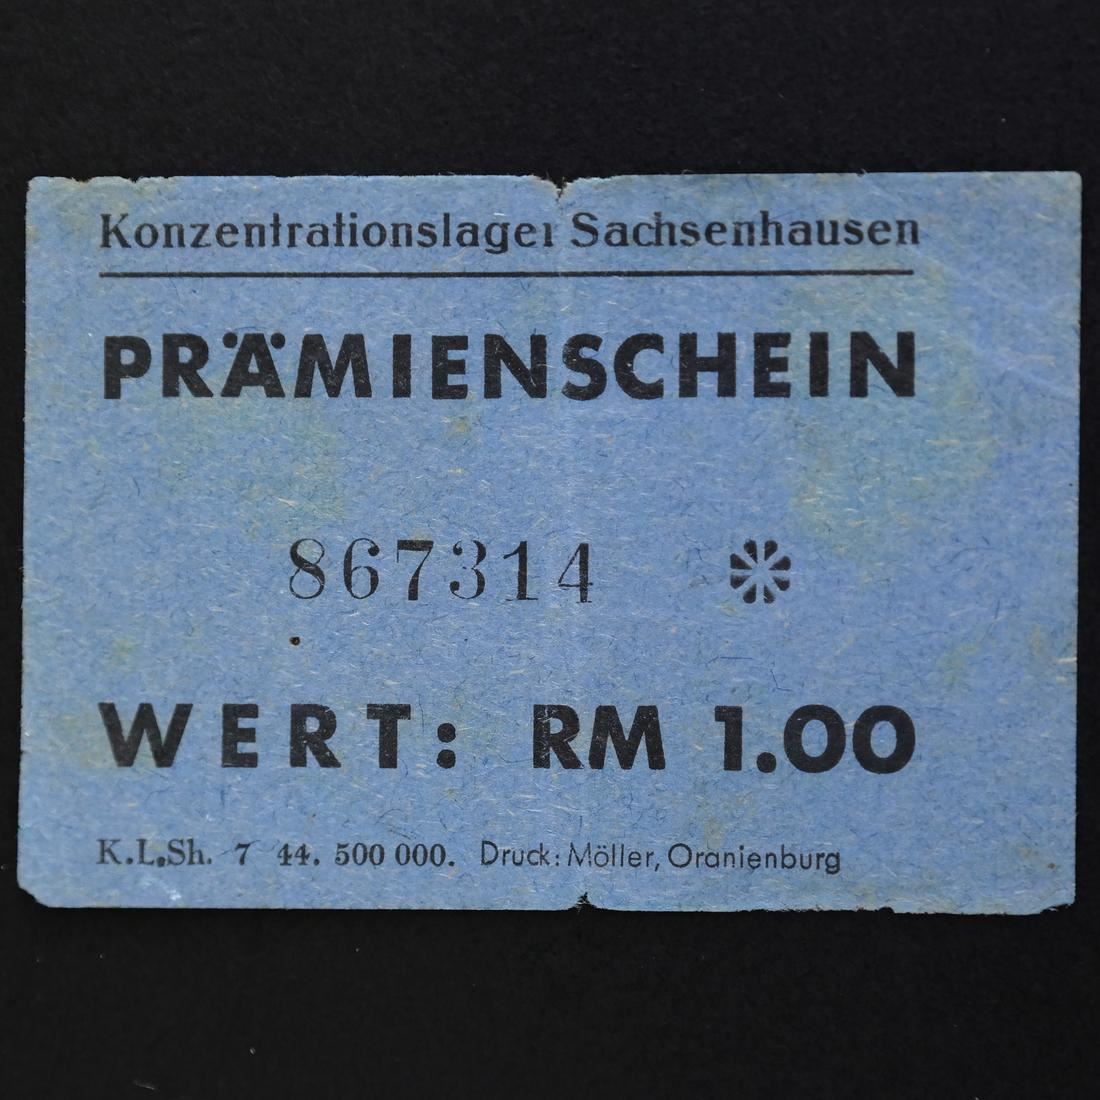 Konzentrationslager Sachsenhausen
PRÄMIENSCHEIN
867314
WERT: RM 1.00
K.L.Sh. 7 44. 500 000. Druck: Möller, Oranienburg